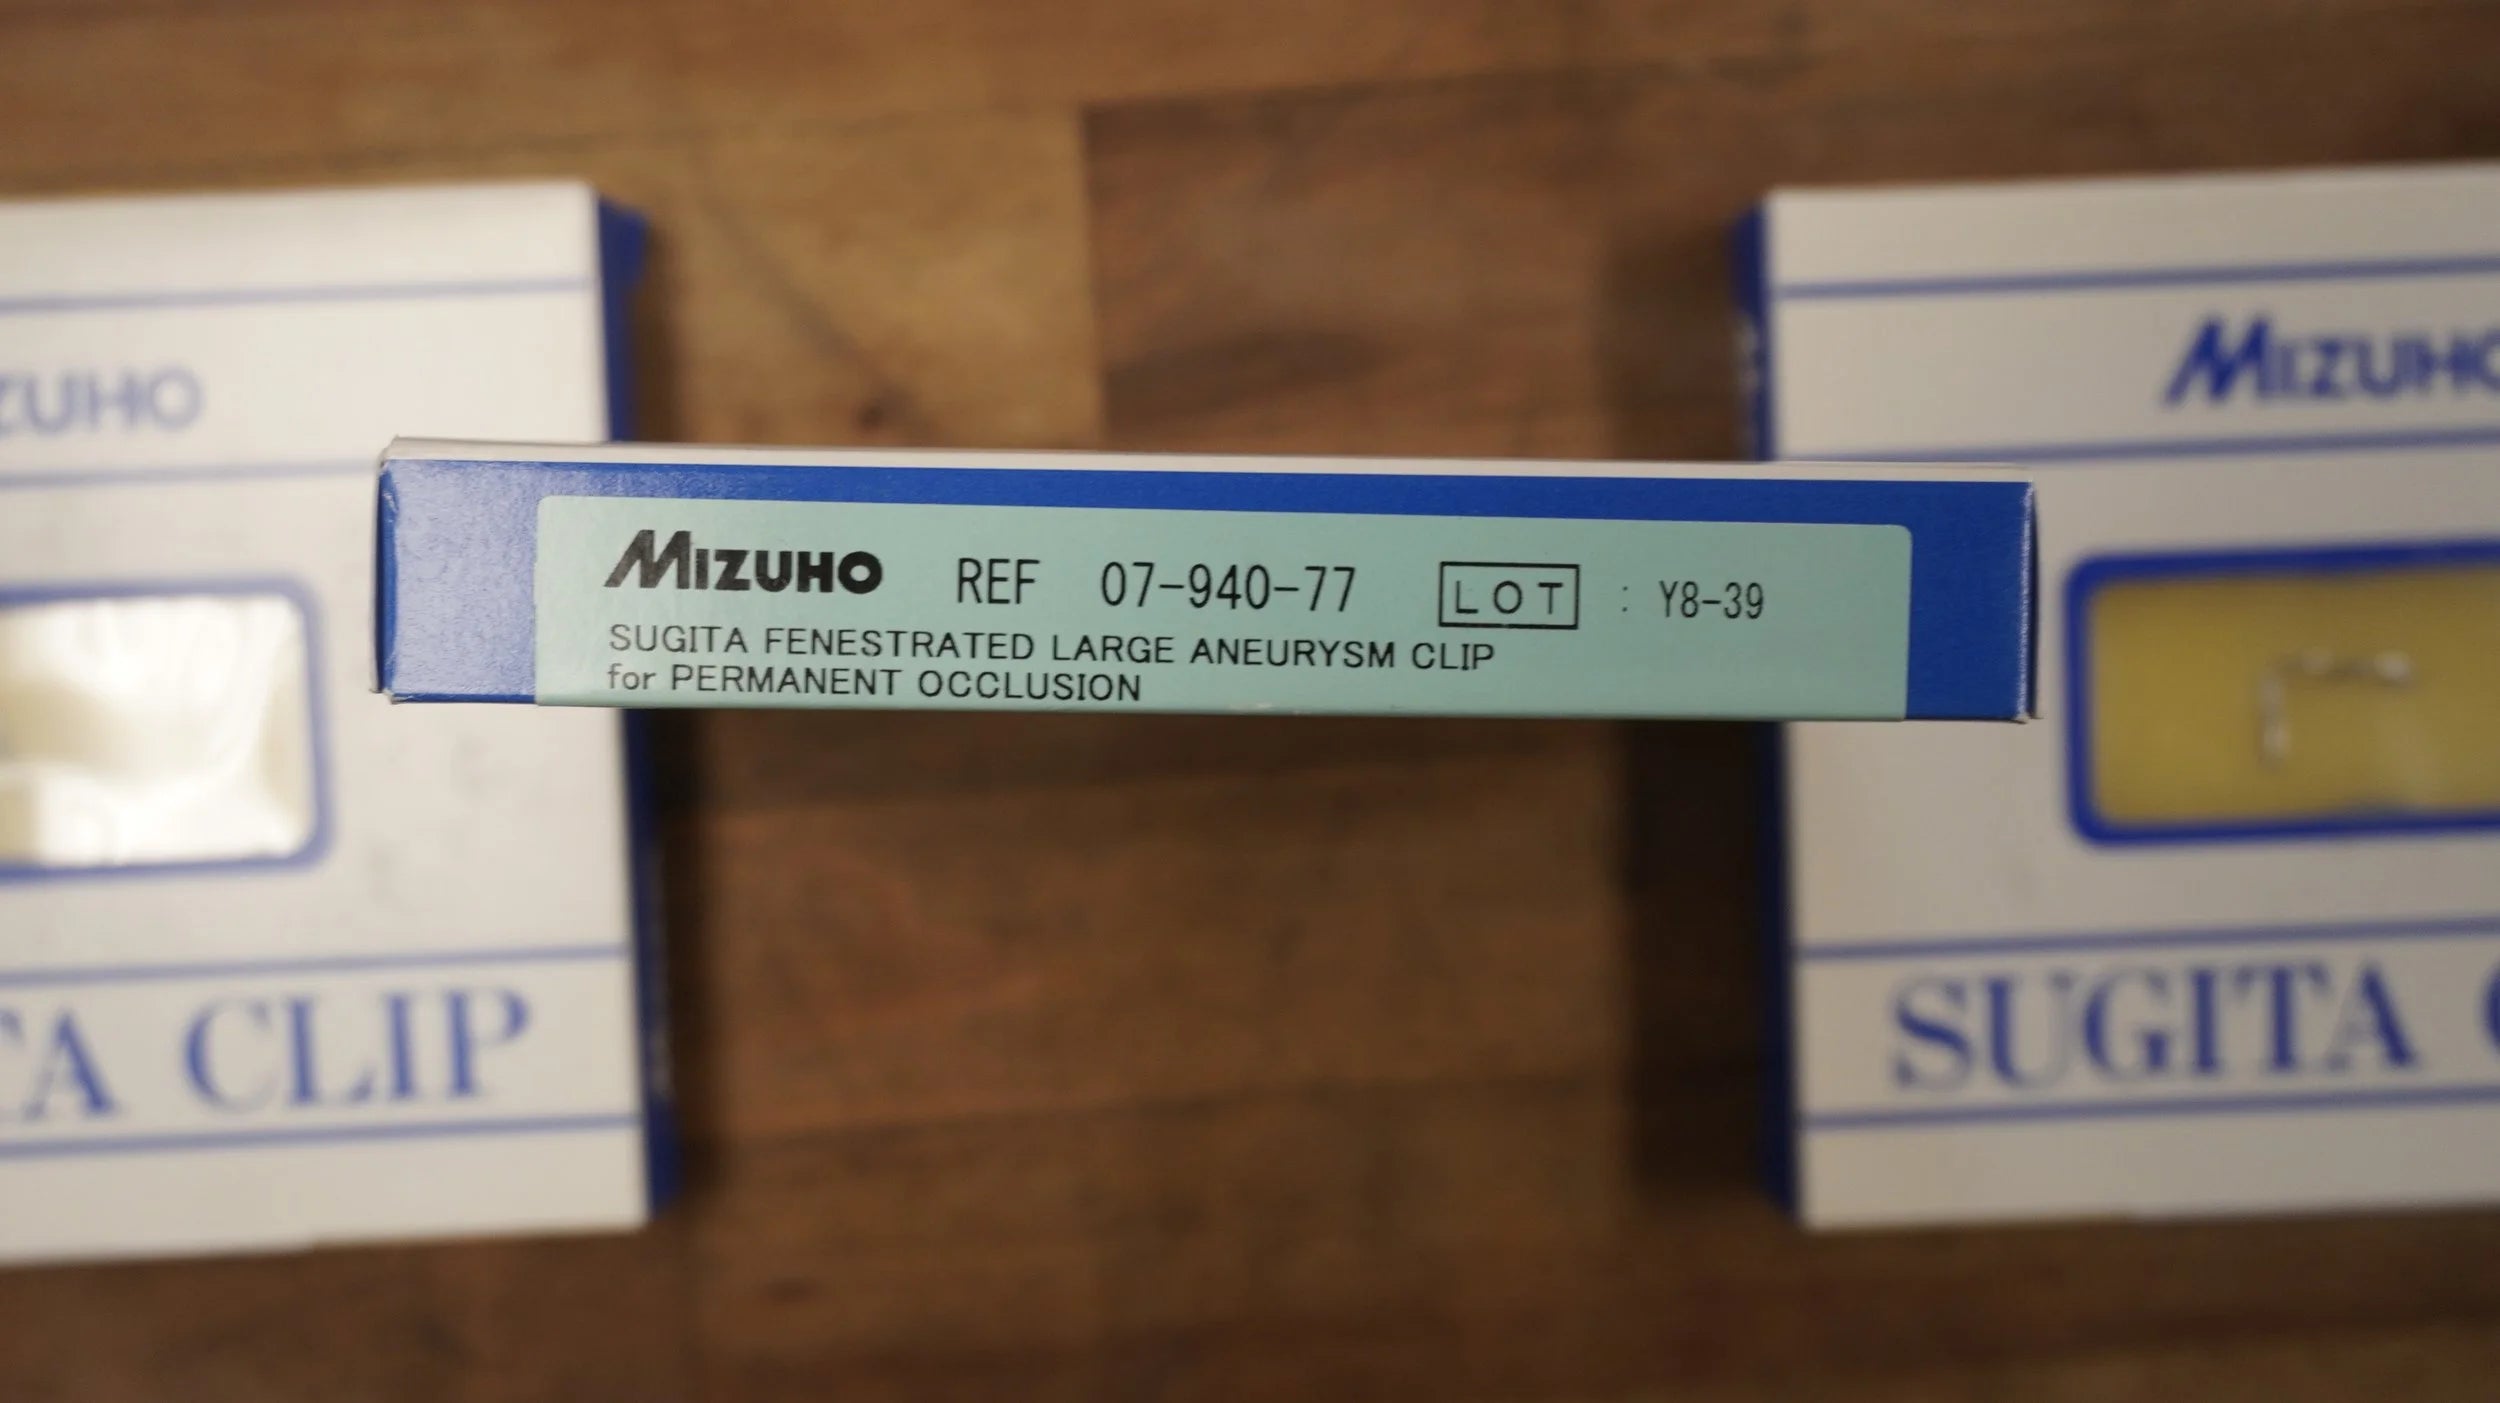 MIZUHO REF 07-940-77 LOT : Y8-39
SUGITA FENESTRATED LARGE ANEURYSM CLIP
for PERMANENT OCCLUSION
ZUHO
TA CLIP
MIZUHO
SUGITA